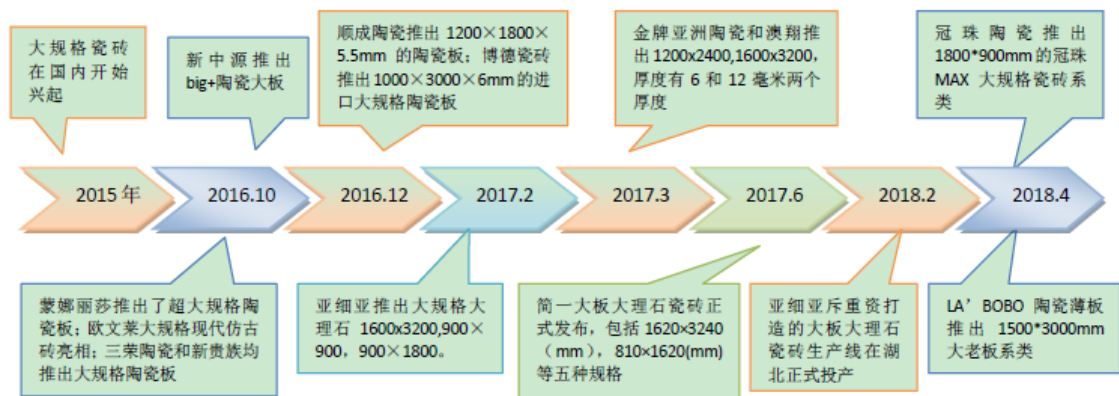 大规格瓷砖
在国内开始
兴起
新中源推出
big+陶瓷大板
顺成陶瓷推出 1200×1800×
5.5mm 的陶瓷板；博德瓷砖
推出1000×3000×6mm的进
口大规格陶瓷板
金牌亚洲陶瓷和澳翔推
出 1200x2400,1600x3200，
厚度有 6 和 12 毫米两个
厚度
冠珠陶瓷推出
1800*900mm的冠珠
MAX 大规格瓷砖系
类
2015 年
2016.10
2016.12
2017.2
2017.3
2017.6
2018.2
2018.4
蒙娜丽莎推出了超大规格陶
瓷板；欧文莱大规格现代仿古
砖亮相；三荣陶瓷和新贵族均
推出大规格陶瓷板
亚细亚推出大规格大
理石 1600x3200,900×
900，900×1800。
简一大板大理石瓷砖正
式发布，包括 1620×3240
（mm），810×1620(mm)
等五种规格
亚细亚斥重资打
造的大板大理石
瓷砖生产线在湖
北正式投产
LA’BOBO 陶瓷薄板
推出 1500*3000mm
大老板系类